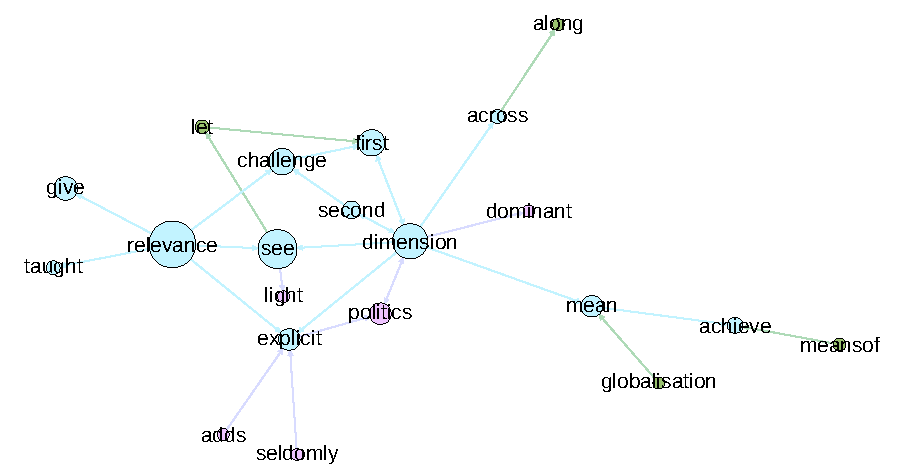 along
across
let
first
challenge
give
second
dominant
relevance
see
dimension
taught
light
mean
politics
achieve
explicit
meansof
globalisation
adds
seldomly